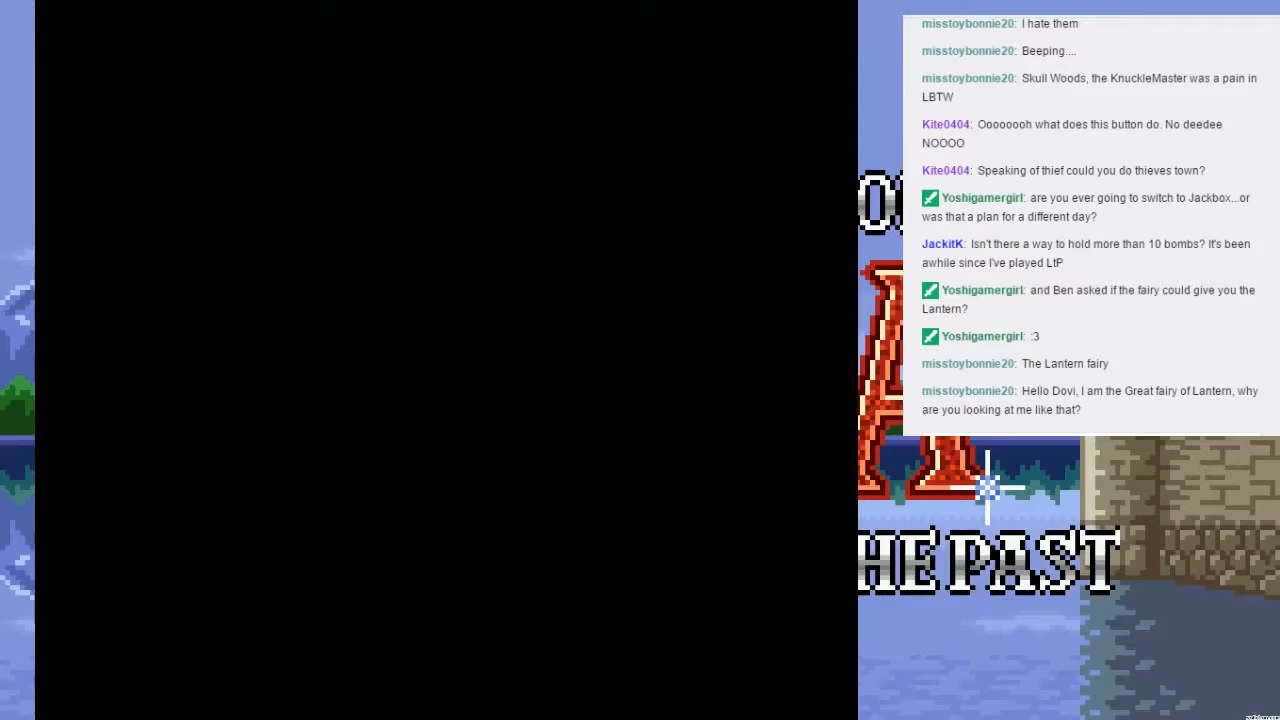 misstoybonnie20: I hate them
misstoybonnie20: Beeping....
misstoybonnie20: Skull Woods, the KnuckleMaster was a pain in
LBTW
Kite0404: Oooooooh what does this button do. No deedee
NOOOO
Kite0404: Speaking of thief could you do thieves town?
Yoshigamergirl: are you ever going to switch to Jackbox...or
was that a plan for a different day?
JackitK: Isn't there a way to hold more than 10 bombs? It's been
awhile since I've played LtP
Yoshigamergirl: and Ben asked if the fairy could give you the
Lantern?
Yoshigamergirl: :3
misstoybonnie20: The Lantern fairy
misstoybonnie20: Hello Dovi, I am the Great fairy of Lantern, why
are you looking at me like that?
HE PAST